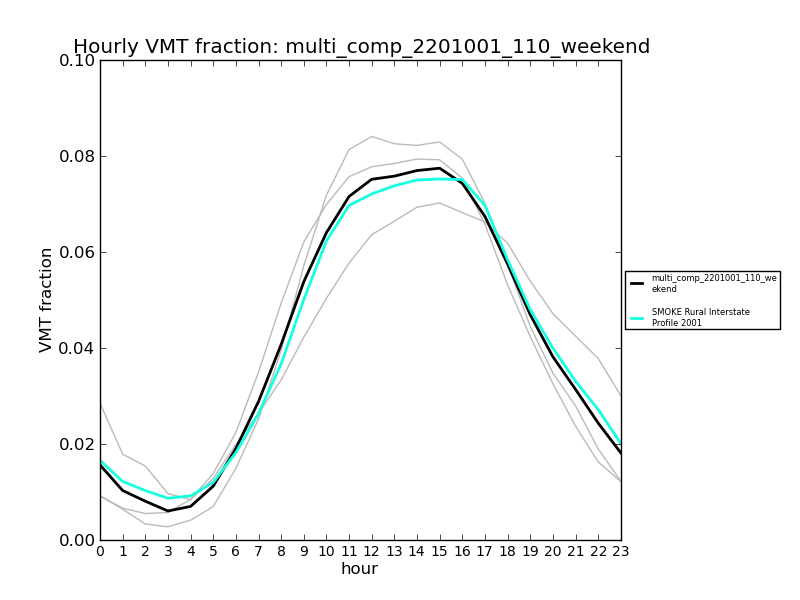 Hourly VMT fraction: multi_comp_2201001_110_weekend
0.10
0.08
0.06
0.04
0.02
0.00
VMT fraction
0 1 2 3 4 5 6 7 8 9 10 11 12 13 14 15 16 17 18 19 20 21 22 23
hour
multi_comp_2201001_110_we
ekend
SMOKE Rural Interstate
Profile 2001